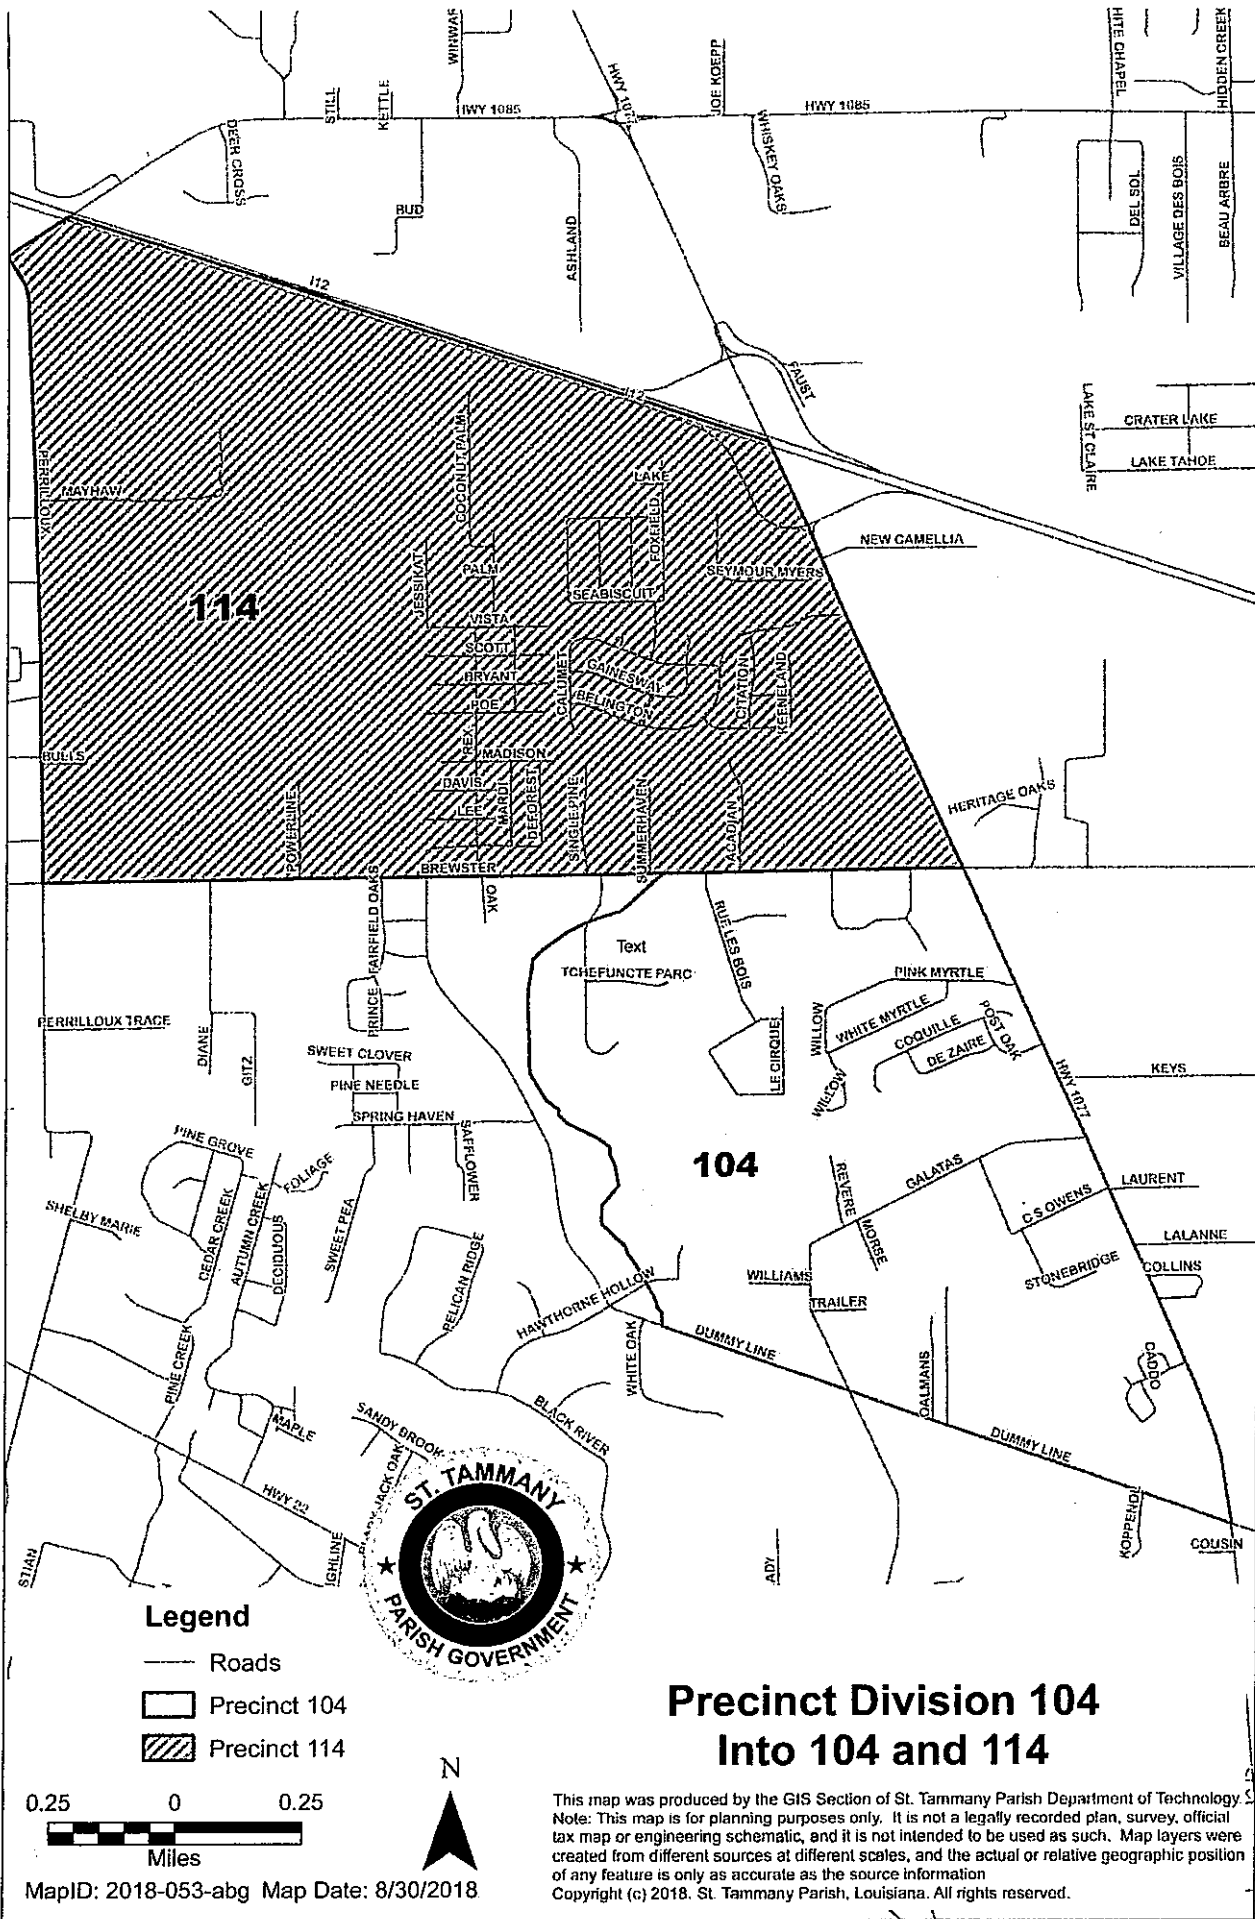 HITE CHAPEL
HIDDEN CREEK
WINWAR
HWY 107
JOE KOEPP
STILL
KETTLE
HWY 1085
HWY 1085
DEER CROSS
WHISKEY OAKS
BUD
ASHLAND
DEL SOL
VILLAGE DES BOIS
BEAU ARBRE
I12
I12
FAUST
LAKE ST CLAIRE
CRATER LAKE
LAKE TAHOE
PERRILLOUX
MAYHAW
COCONUT PALM
LAKE
FOXFIELD
NEW CAMELLIA
JESSIKAT
PALM
SEYMOUR MYERS
SEABISCUIT
114
VISTA
SCOTT
BRYANT
POE
CALUMET
GAINESWAY
BELINGTON
CITATION
KEENELAND
REX
MADISON
BULLS
DAVIS
LEE
MARDI
DEFOREST
SINGLE PINE
SUMMERHAVEN
ACADIAN
HERITAGE OAKS
POWERLINE
BREWSTER
OAK
FAIRFIELD OAKS
PRINCE
Text
TCHEFUNCTE PARC
RUE LES BOIS
PINK MYRTLE
WHITE MYRTLE
WILLOW
COQUILLE
POST OAK
DE ZAIRE
LE CIRQUE
WILLOW
PERRILLOUX TRACE
DIANE
GITZ
SWEET CLOVER
PINE NEEDLE
SPRING HAVEN
HWY 1077
KEYS
PINE GROVE
FOLIAGE
SAFFLOWER
104
REVERE
GALATAS
LAURENT
C S OWENS
SHELBY MARIE
CEDAR CREEK
AUTUMN CREEK
DECIDUOUS
SWEET PEA
PELICAN RIDGE
MORSE
LALANNE
STONEBRIDGE
COLLINS
HAWTHORNE HOLLOW
WILLIAMS
TRAILER
PINE CREEK
WHITE OAK
DUMMY LINE
DALMANS
CADDO
MAPLE
SANDY BROOK
BLACK RIVER
DUMMY LINE
HWY 22
JACK OAK
STIAN
GHLINE
ADY
KOPPENOL
COUSIN
ST. TAMMANY
PARISH GOVERNMENT
Legend
Roads
Precinct 104
Precinct 114
Precinct Division 104
Into 104 and 114
N
0.25 0 0.25
Miles
MapID: 2018-053-abg Map Date: 8/30/2018
This map was produced by the GIS Section of St. Tammany Parish Department of Technology.
Note: This map is for planning purposes only. It is not a legally recorded plan, survey, official
tax map or engineering schematic, and it is not intended to be used as such. Map layers were
created from different sources at different scales, and the actual or relative geographic position
of any feature is only as accurate as the source information
Copyright (c) 2018. St. Tammany Parish, Louisiana. All rights reserved.